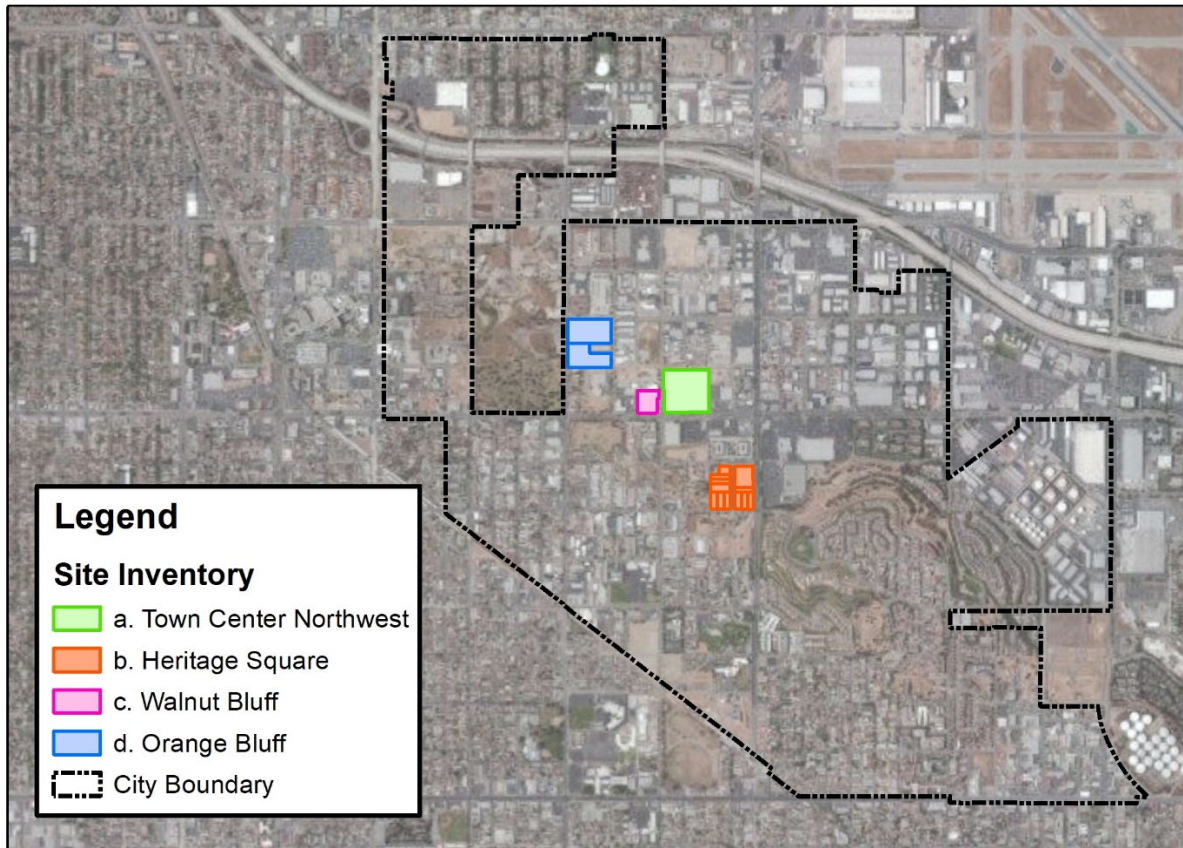 Legend
Site Inventory
a. Town Center Northwest
b. Heritage Square
c. Walnut Bluff
d. Orange Bluff
City Boundary